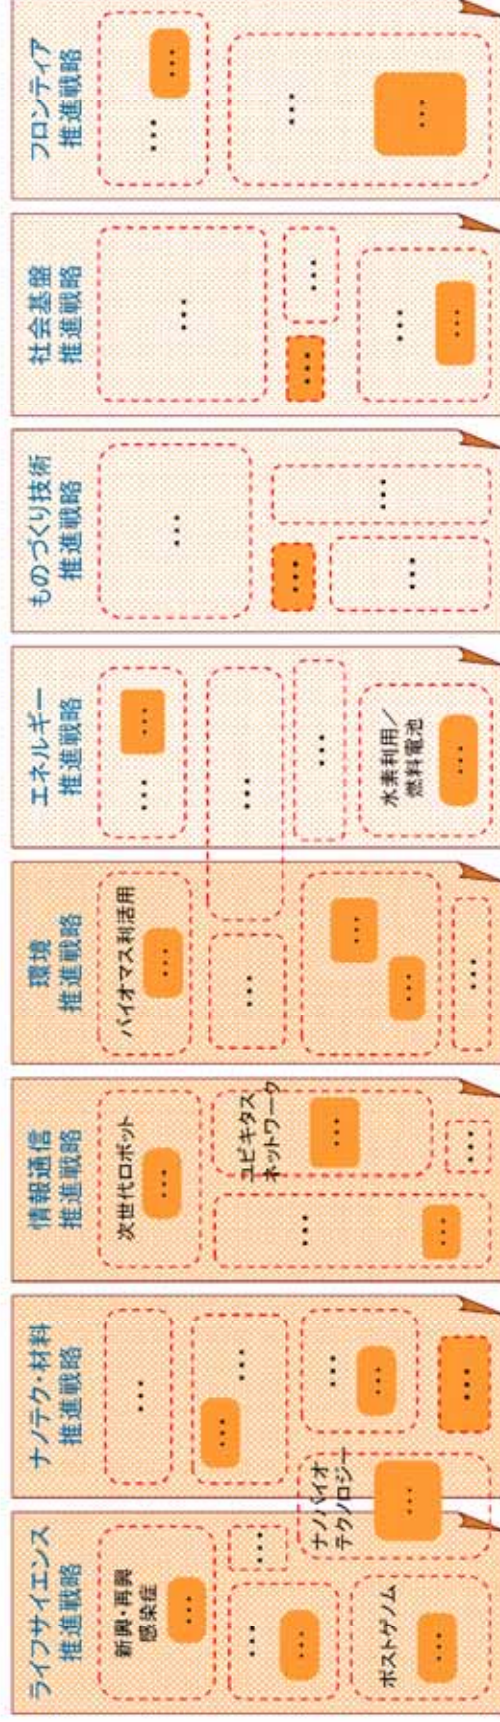 ライフサイエンス
推進戦略
新興・再興
感染症
…
…
…
…
ポストゲノム
…
ナノバイオ
テクノロジー
…
ナノテク・材料
推進戦略
…
…
…
…
…
…
情報通信
推進戦略
次世代ロボット
…
ユビキタス
ネットワーク
…
…
…
…
環境
推進戦略
バイオマス利活用
…
…
…
…
…
エネルギー
推進戦略
…
…
…
…
水素利用／
燃料電池
…
ものづくり技術
推進戦略
…
…
…
…
社会基盤
推進戦略
…
…
…
…
…
フロンティア
推進戦略
…
…
…
…